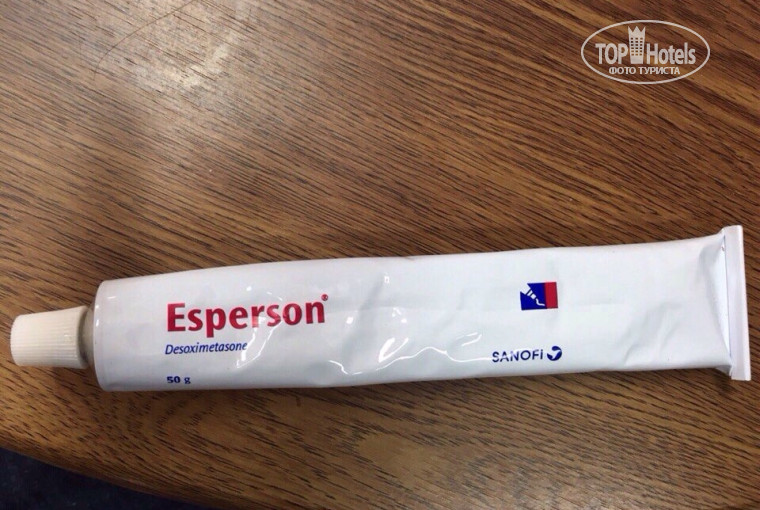 TOP Hotels
ФОТО ТУРИСТА
Esperson®
Desoximetasone
50 g
SANOFI